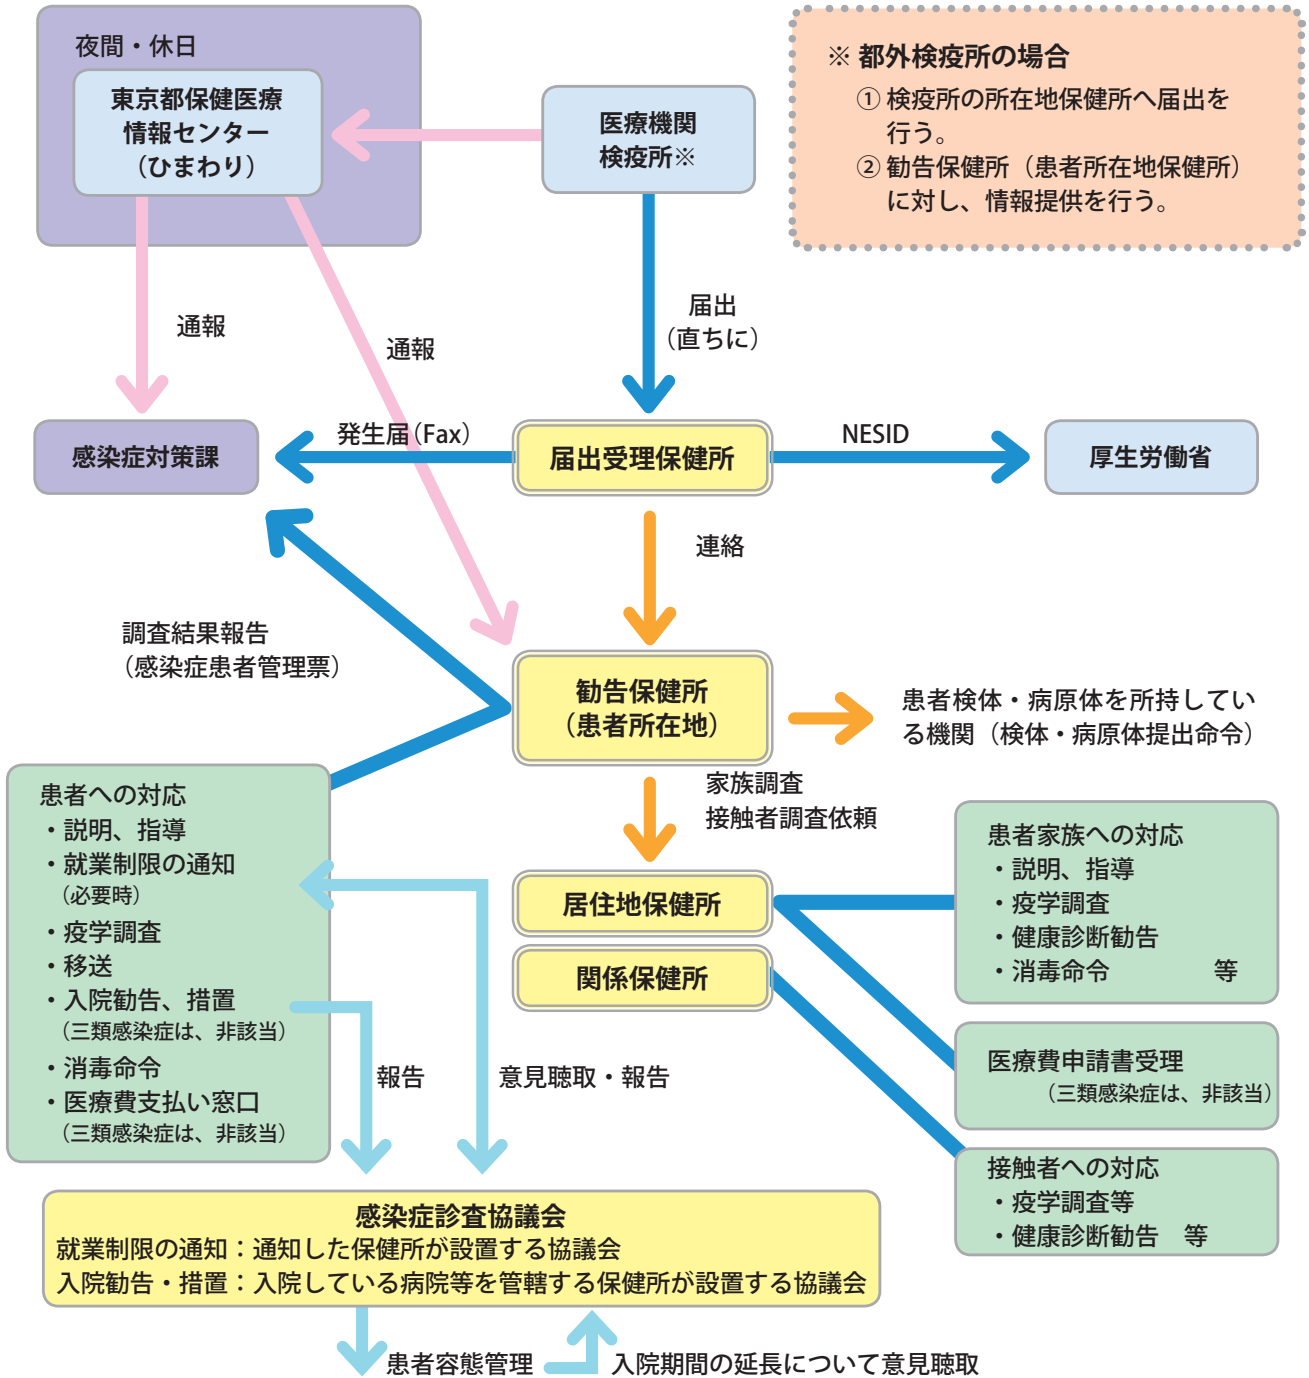 夜間・休日
東京都保健医療
情報センター
（ひまわり）
医療機関
検疫所※
※ 都外検疫所の場合
① 検疫所の所在地保健所へ届出を
行う。
② 勧告保健所（患者所在地保健所）
に対し、情報提供を行う。
通報
通報
届出
（直ちに）
感染症対策課
発生届（Fax）
届出受理保健所
NESID
厚生労働省
連絡
調査結果報告
（感染症患者管理票）
勧告保健所
（患者所在地）
患者検体・病原体を所持してい
る機関（検体・病原体提出命令）
家族調査
接触者調査依頼
患者への対応
・説明、指導
・就業制限の通知
（必要時）
・疫学調査
・移送
・入院勧告、措置
（三類感染症は、非該当）
・消毒命令
・医療費支払い窓口
（三類感染症は、非該当）
居住地保健所
関係保健所
患者家族への対応
・説明、指導
・疫学調査
・健康診断勧告
・消毒命令　　　　等
医療費申請書受理
（三類感染症は、非該当）
接触者への対応
・疫学調査等
・健康診断勧告　等
報告
意見聴取・報告
感染症診査協議会
就業制限の通知：通知した保健所が設置する協議会
入院勧告・措置：入院している病院等を管轄する保健所が設置する協議会
患者容態管理
入院期間の延長について意見聴取